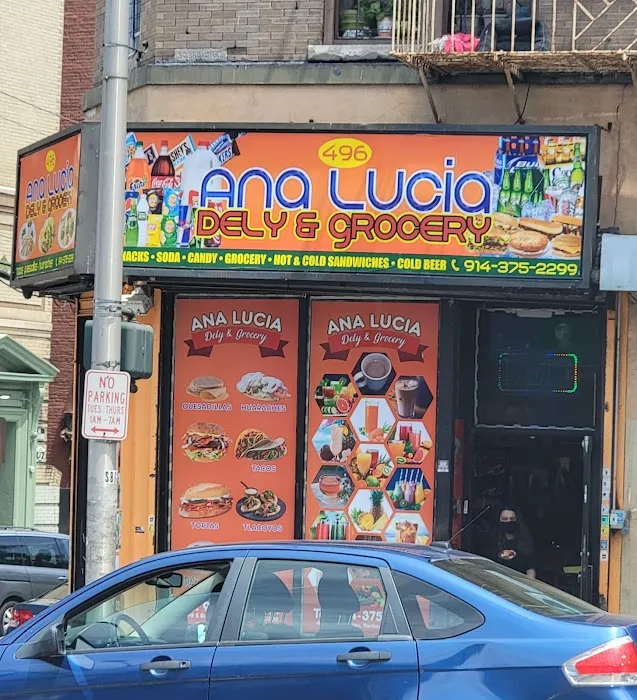 496
ANA LUCIA
DELY & GROCERY
NACKS • SODA • CANDY • GROCERY • HOT & COLD SANDWICHES • COLD BEER 914-375-2299
ANA LUCIA
DELY & GROCERY
ANA LUCIA
Dely & Grocery
QUESADILLAS HUARACHES
TACOS
TORTAS TLACOYOS
ANA LUCIA
Dely & Grocery
NO
PARKING
TUES THURS
1AM-7AM